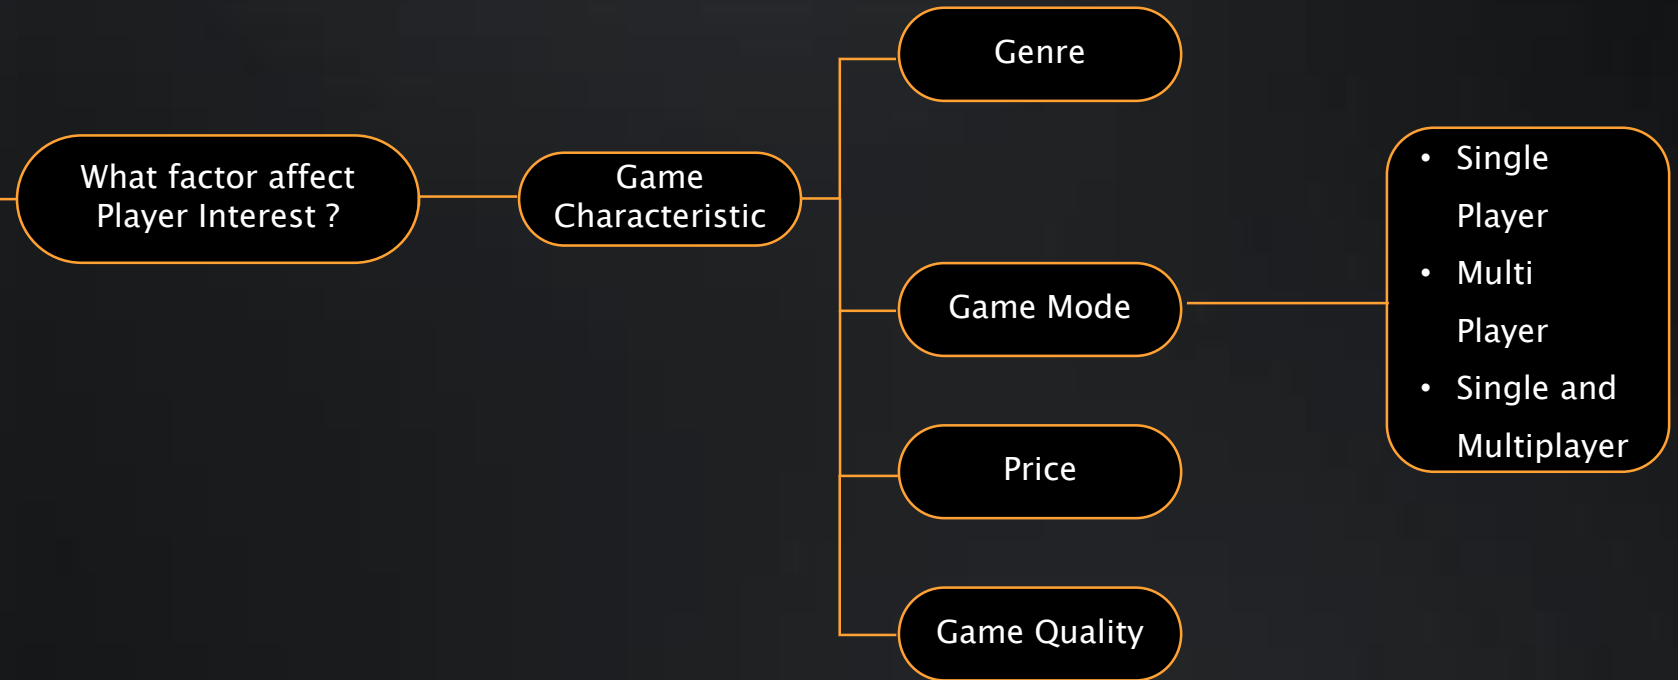 What factor affect
Player Interest ?
Game
Characteristic
Genre
Game Mode
Price
Game Quality
• Single
Player
• Multi
Player
• Single and
Multiplayer